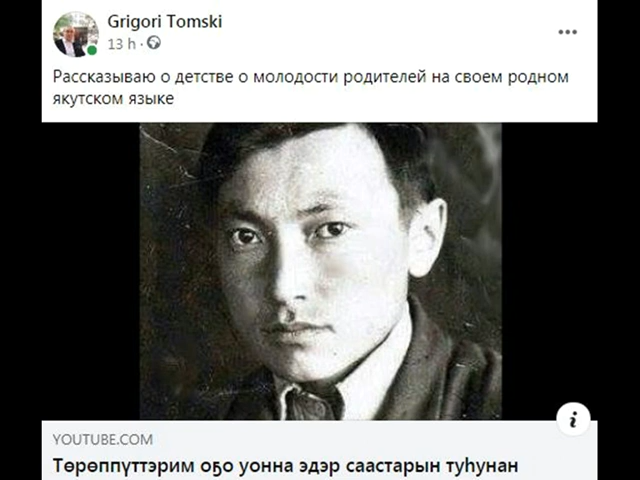 Grigori Tomski
13 h ·
Рассказываю о детстве о молодости родителей на своем родном
якутском языке
YOUTUBE.COM
Төрөппүттэрим оҕо уонна эдэр саастарын туһунан